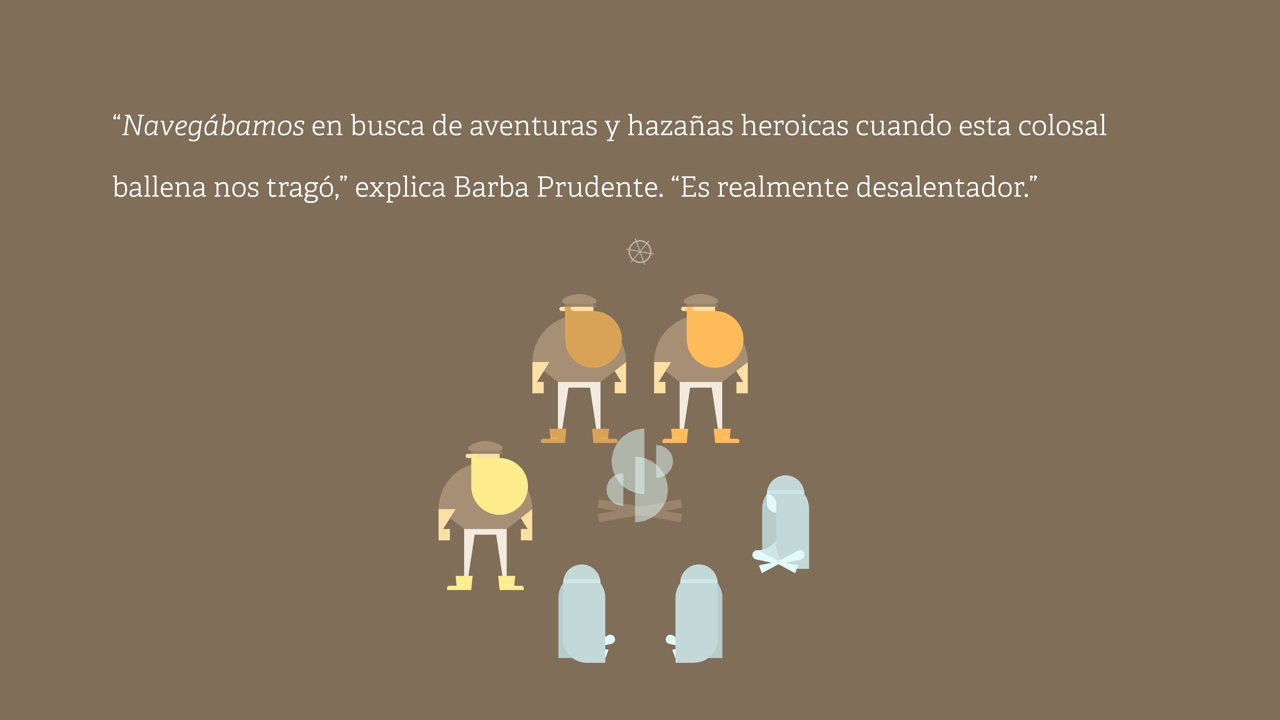 “Navegábamos en busca de aventuras y hazañas heroicas cuando esta colosal
ballena nos tragó,” explica Barba Prudente. “Es realmente desalentador.”